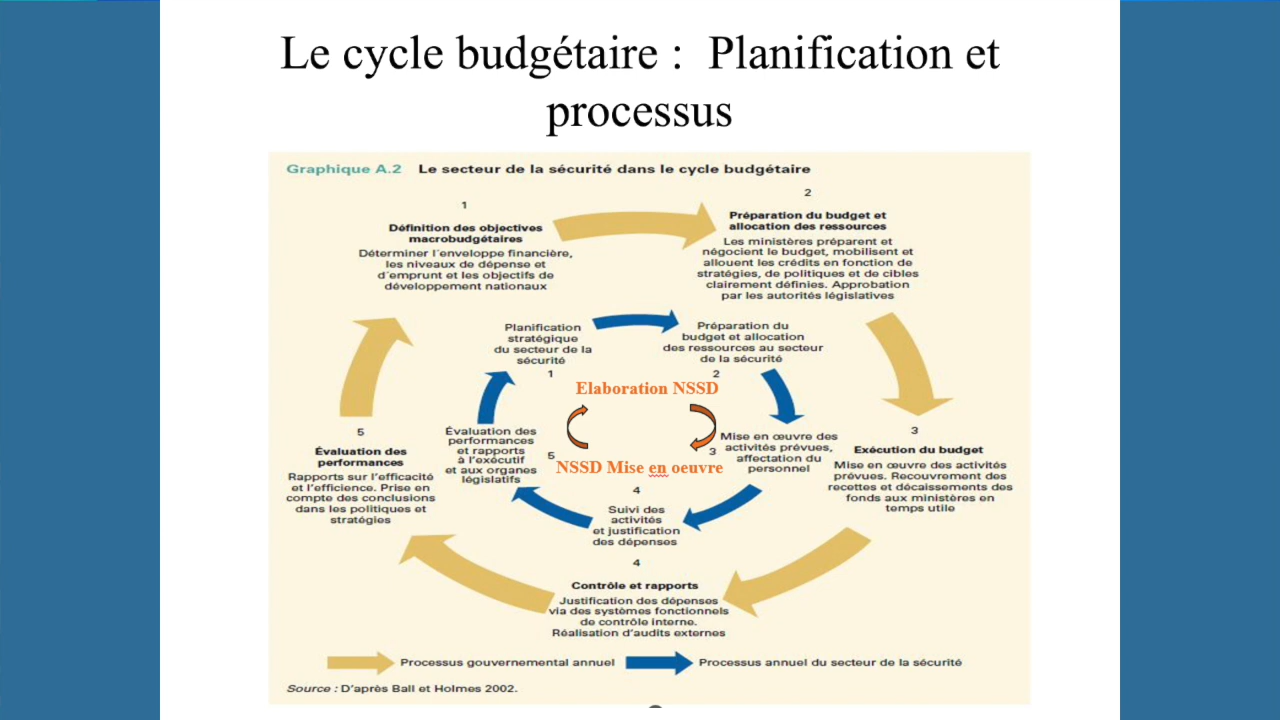 Le cycle budgétaire : Planification et
processus
Graphique A.2 Le secteur de la sécurité dans le cycle budgétaire
1
Définition des objectives
macrobudgétaires
Déterminer l´enveloppe financière,
les niveaux de dépense et
d´emprunt et les objectifs de
développement nationaux
2
Préparation du budget et
allocation des ressources
Les ministères préparent et
négocient le budget, mobilisent et
allouent les crédits en fonction de
stratégies, de politiques et de cibles
clairement définies. Approbation
par les autorités législatives
Planification
stratégique
du secteur de la
sécurité
1
Préparation du
budget et allocation
des ressources au secteur
de la sécurité
2
Elaboration NSSD
5
Évaluation des
performances
Rapports sur l’efficacité
et l’efficience. Prise en
compte des conclusions
dans les politiques et
stratégies
Évaluation des
performances
et rapports
à l’exécutif
et aux organes
législatifs
5
NSSD Mise en oeuvre
3
Mise en œuvre des
activités prévues,
affectation du
personnel
3
Exécution du budget
Mise en œuvre des activités
prévues. Recouvrement des
recettes et décaissements des
fonds aux ministères en
temps utile
4
Suivi des
activités
et justification
des dépenses
4
Contrôle et rapports
Justification des dépenses
via des systèmes fonctionnels
de contrôle interne.
Réalisation d’audits externes
Processus gouvernemental annuel
Processus annuel du secteur de la sécurité
Source : D’après Ball et Holmes 2002.